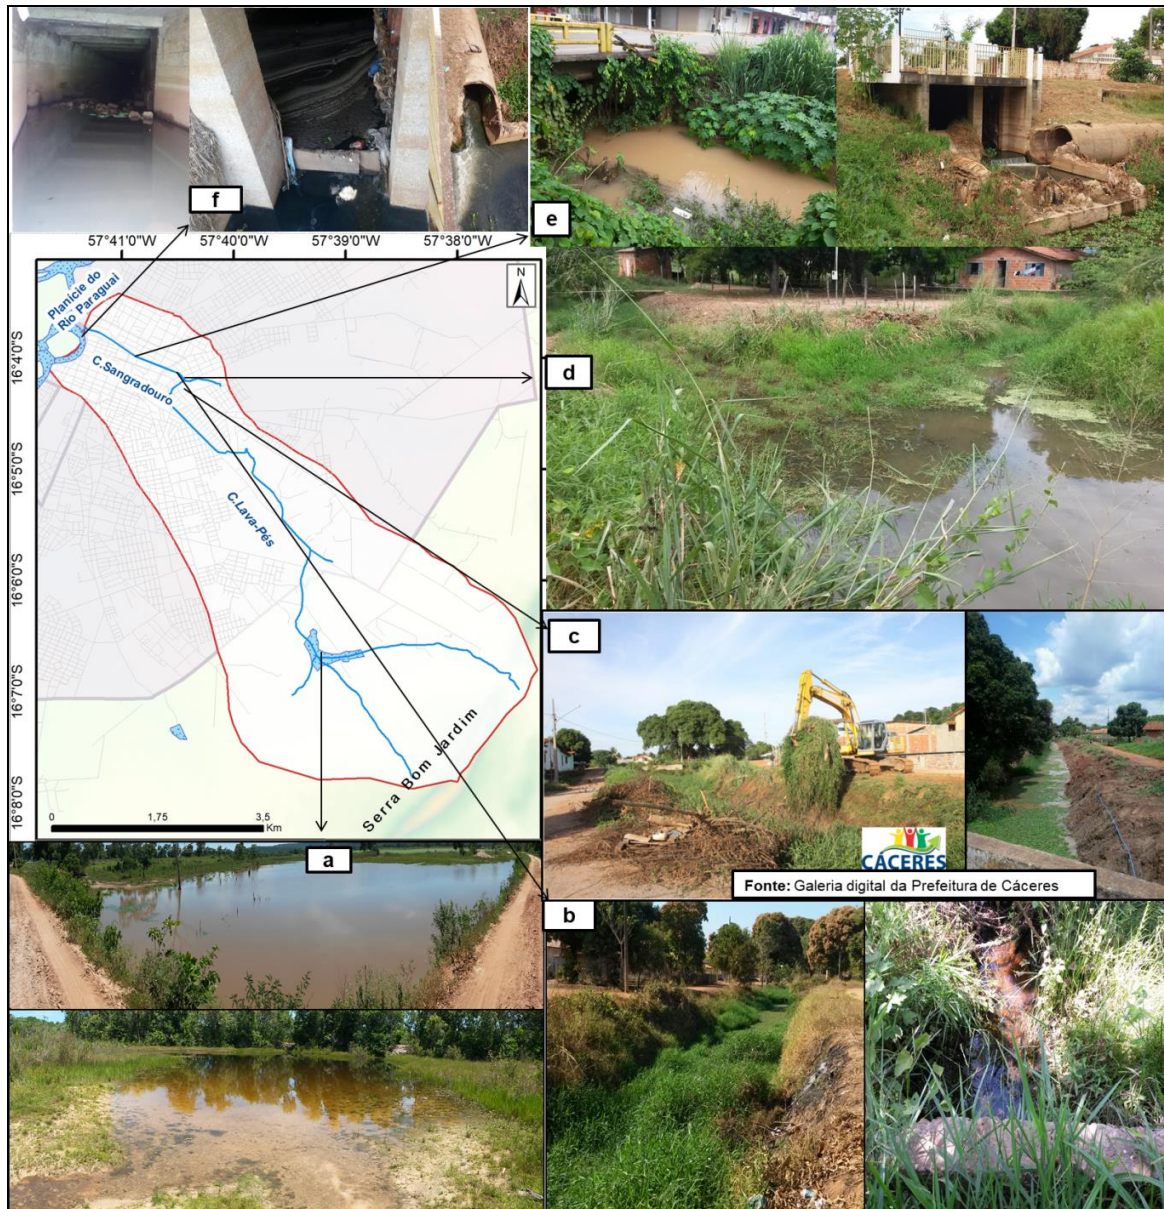 f
e
57°41'0"W 57°40'0"W 57°39'0"W 57°38'0"W
N
Planície do
Rio Paraguai
16°4'0"S
C.Sangradouro
d
16°5'0"S
C.Lava-Pés
16°6'0"S
c
16°7'0"S
Serra Bom Jardim
16°8'0"S
0 1,75 3,5
Km
CÁCERES
Fonte: Galeria digital da Prefeitura de Cáceres
a
b